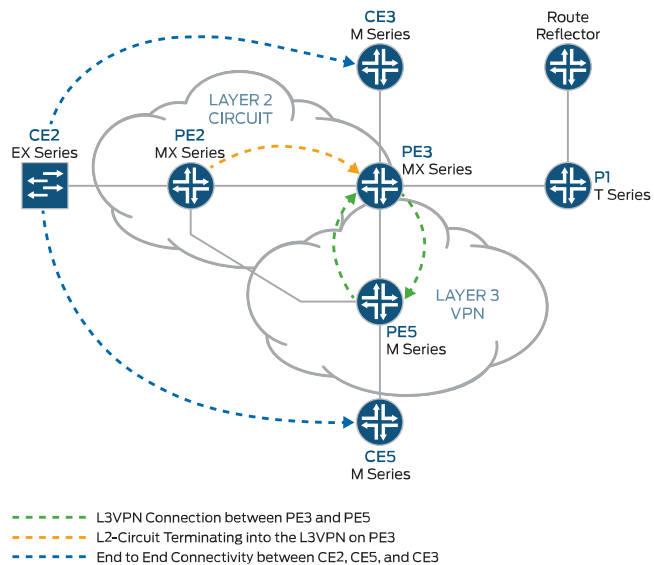 CE3
M Series
Route
Reflector
LAYER 2
CIRCUIT
CE2
EX Series
PE2
MX Series
PE3
MX Series
P1
T Series
LAYER 3
VPN
PE5
M Series
CE5
M Series
L3VPN Connection between PE3 and PE5
L2-Circuit Terminating into the L3VPN on PE3
End to End Connectivity between CE2, CE5, and CE3